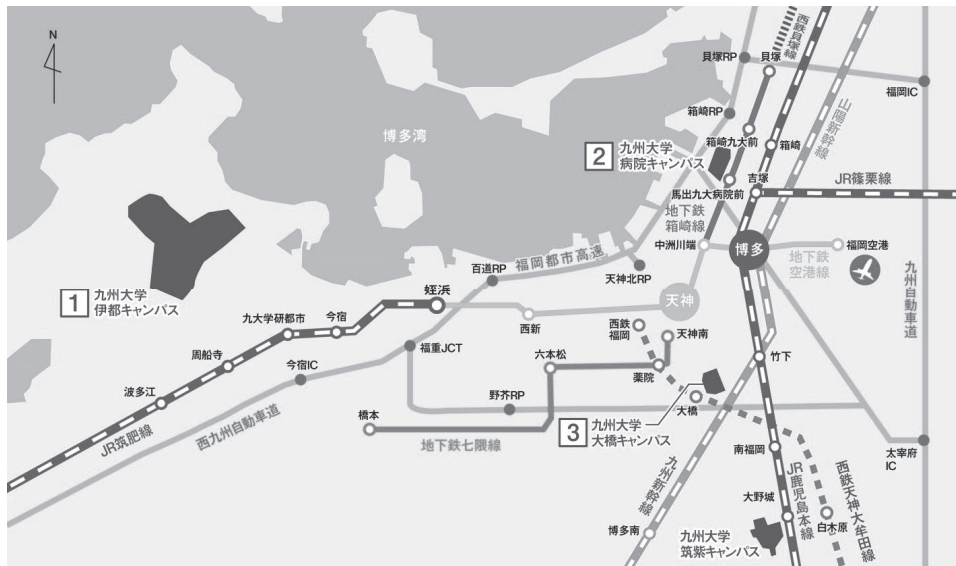 N
西鉄貝塚線
貝塚RP
貝塚
福岡IC
山陽新幹線
箱崎RP
博多湾
箱崎九大前
箱崎
2
九州大学
病院キャンパス
吉塚
JR篠栗線
馬出九大病院前
地下鉄
箱崎線
中洲川端
博多
福岡空港
地下鉄
空港線
九州自動車道
福岡都市高速
百道RP
天神北RP
天神
1
九州大学
伊都キャンパス
姪浜
九大学研都市
今宿
西新
西鉄
福岡
天神南
福重JCT
六本松
周船寺
今宿IC
薬院
竹下
波多江
野芥RP
大橋
橋本
3
九州大学
大橋キャンパス
JR筑肥線
西九州自動車道
地下鉄七隈線
南福岡
太宰府
IC
九州新幹線
大野城
JR鹿児島本線
西鉄天神大牟田線
白木原
博多南
九州大学
筑紫キャンパス